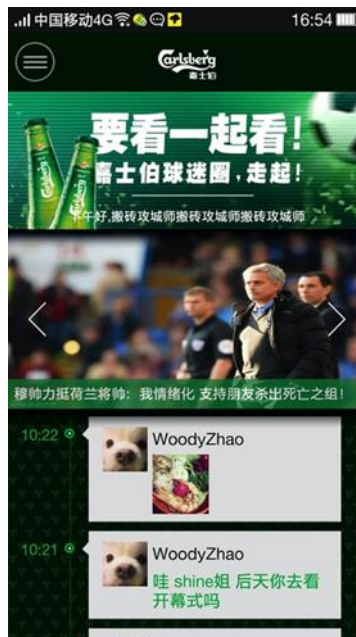 中国移动4G 16:54
Carlsberg
嘉士伯
要看一起看!
嘉士伯球迷圈,走起!
午好,搬砖攻城师搬砖攻城师搬砖攻城师
穆帅力挺荷兰将帅：我情绪化 支持朋友杀出死亡之组!
10:22
WoodyZhao
10:21
WoodyZhao
哇 shine姐 后天你去看
开幕式吗